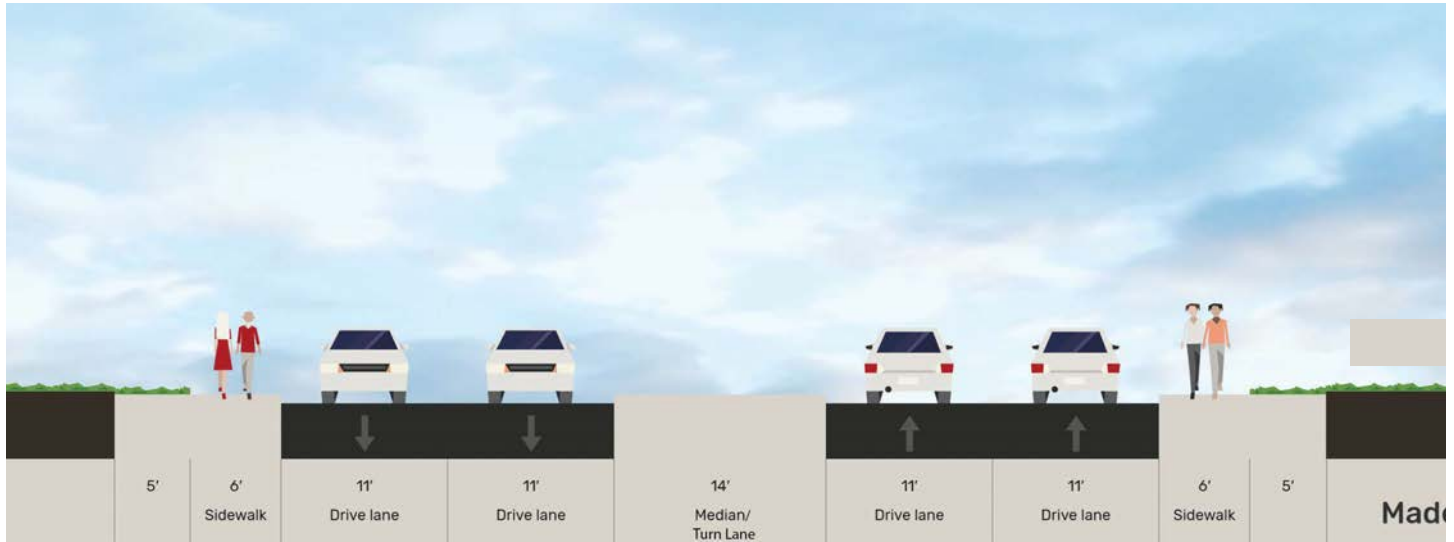 5′
6′
Sidewalk
11′
Drive lane
11′
Drive lane
14′
Median/
Turn Lane
11′
Drive lane
11′
Drive lane
6′
Sidewalk
5′
Made